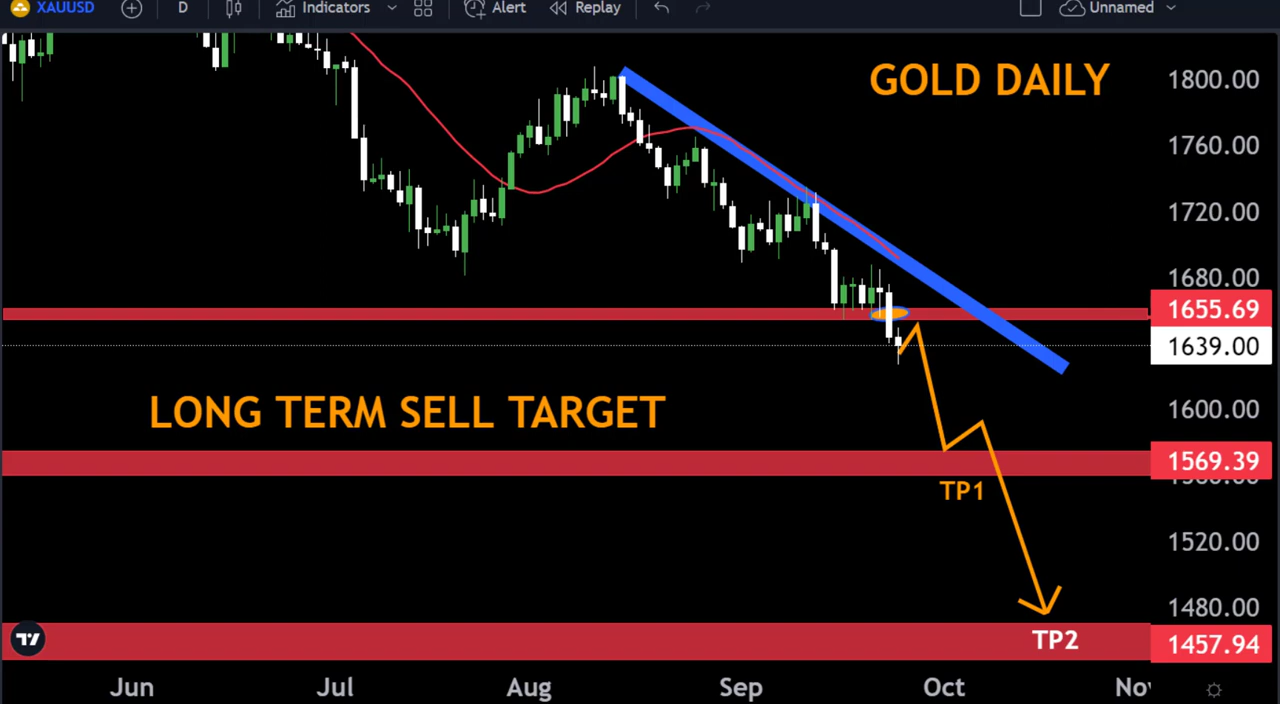 XAUUSD D Indicators Alert Replay Unnamed
GOLD DAILY
1800.00
1760.00
1720.00
1680.00
1655.69
1639.00
LONG TERM SELL TARGET
1600.00
1569.39
TP1
1520.00
1480.00
TP2
1457.94
Jun Jul Aug Sep Oct